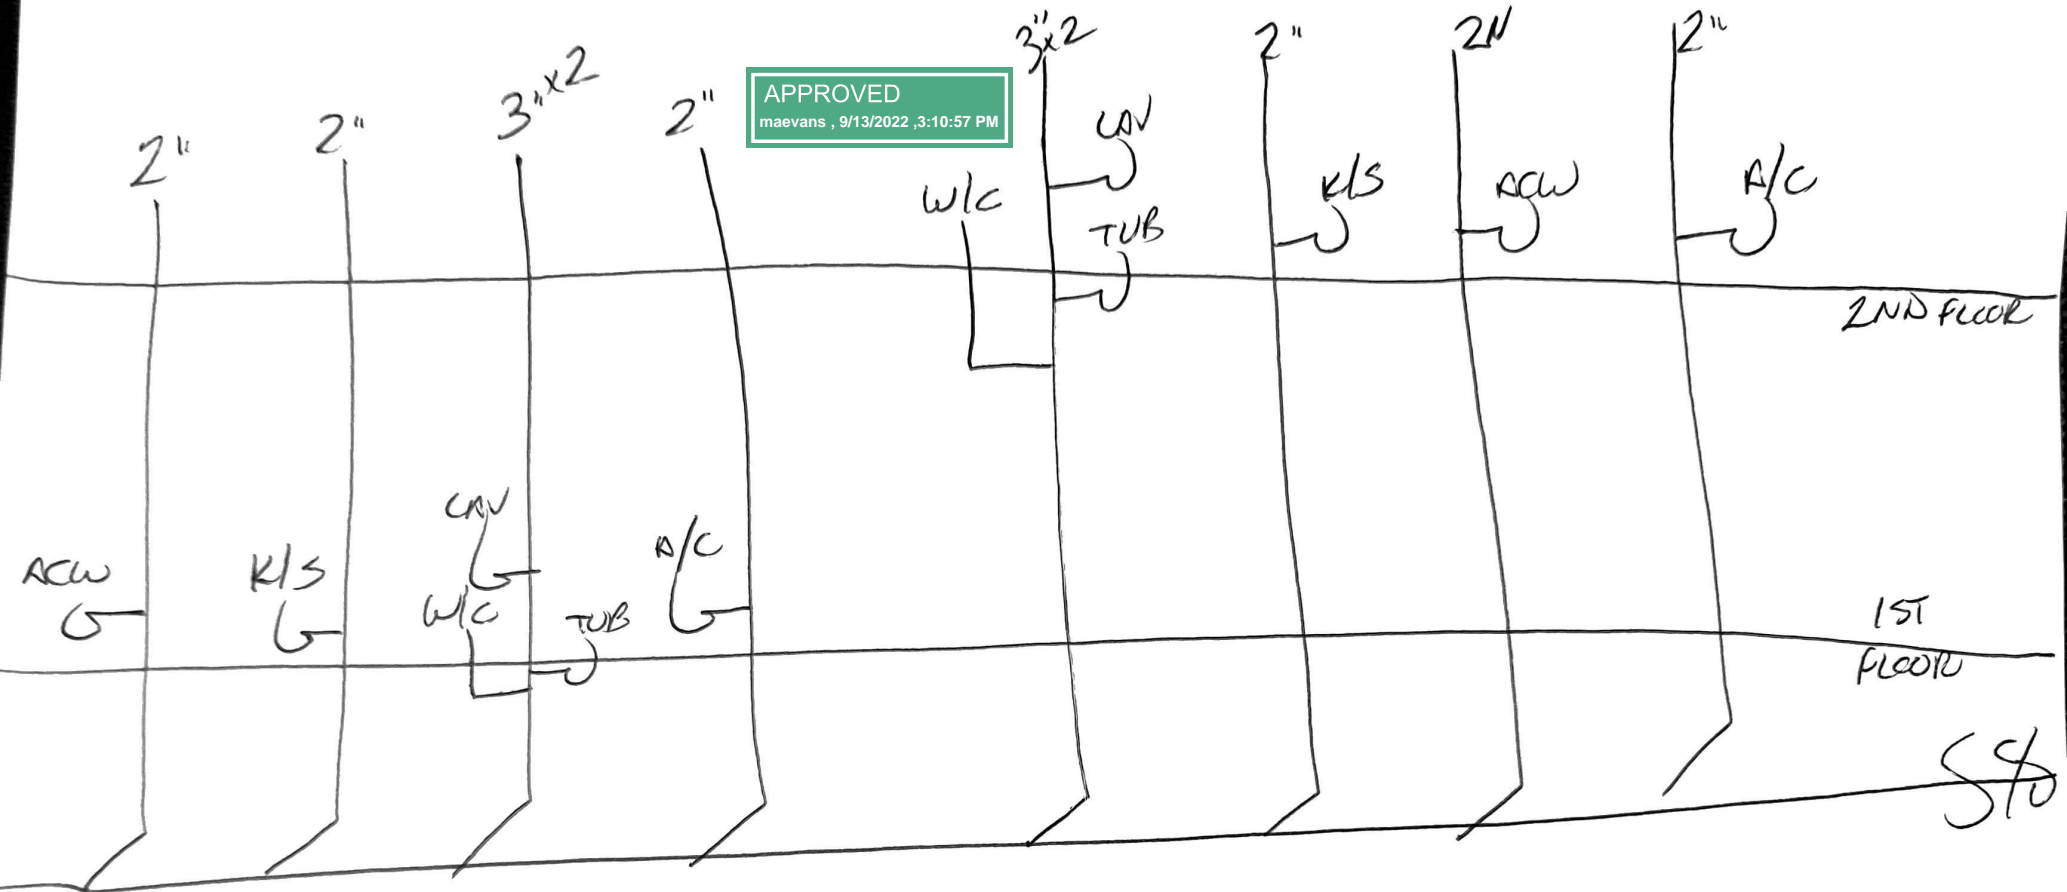 3"x2
2"
2"
2"
2"
3"x2
2"
2"
APPROVED
maevans , 9/13/2022 ,3:10:57 PM
LAV
W/C
TUB
K/S
ACW
A/C
2ND FLOOR
LAV
ACW
K/S
W/C
TUB
A/C
1ST
FLOOR